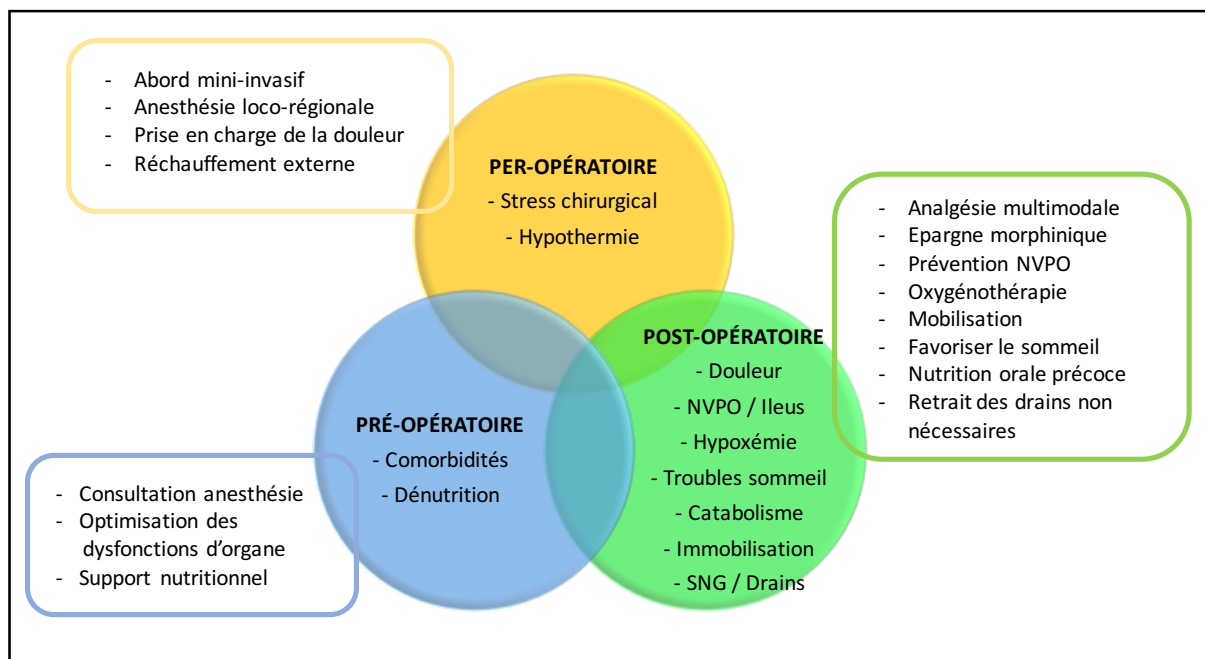 - Abord mini-invasif
- Anesthésie loco-régionale
- Prise en charge de la douleur
- Réchauffement externe
PER-OPÉRATOIRE
- Stress chirurgical
- Hypothermie
- Analgésie multimodale
- Epargne morphinique
- Prévention NVPO
- Oxygénothérapie
- Mobilisation
- Favoriser le sommeil
- Nutrition orale précoce
- Retrait des drains non
nécessaires
POST-OPÉRATOIRE
- Douleur
- NVPO / Ileus
- Hypoxémie
- Troubles sommeil
- Catabolisme
- Immobilisation
- SNG / Drains
PRÉ-OPÉRATOIRE
- Comorbidités
- Dénutrition
- Consultation anesthésie
- Optimisation des
dysfonctions d’organe
- Support nutritionnel